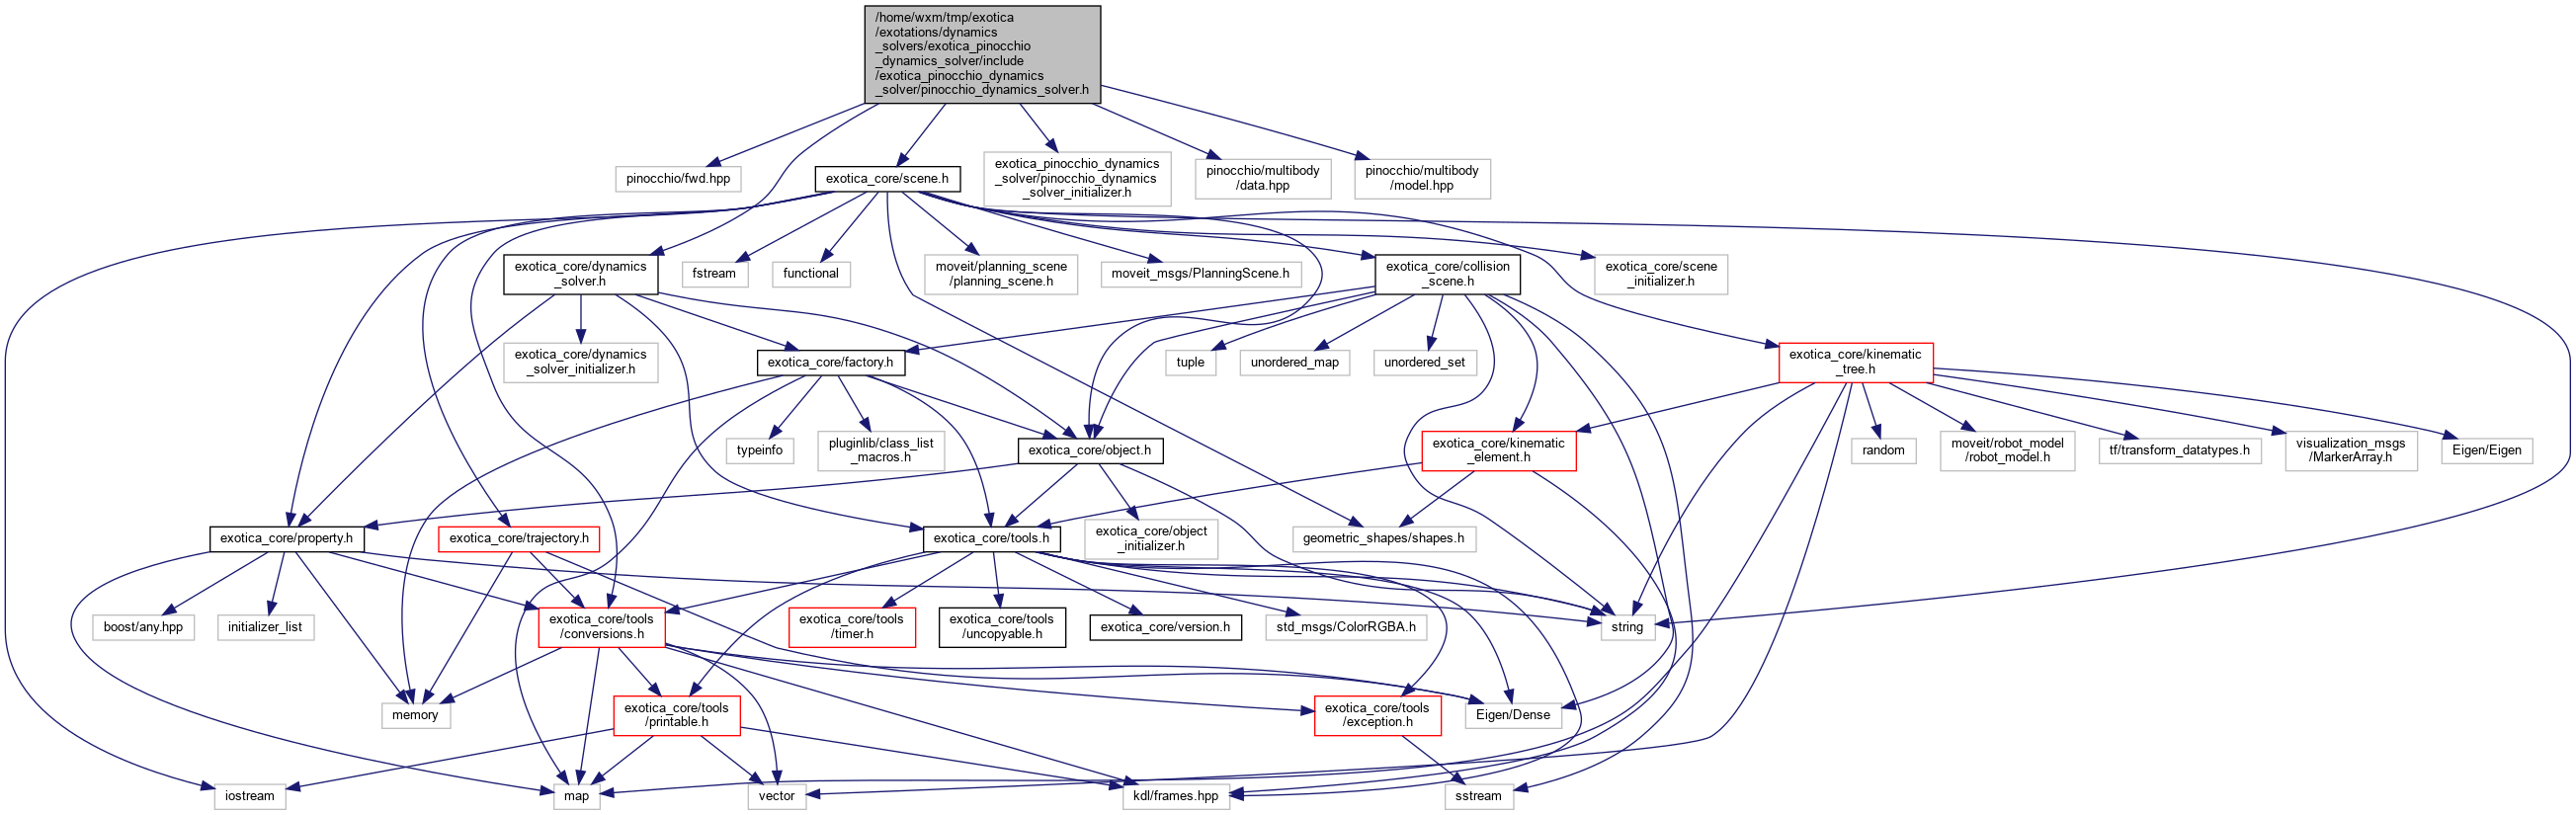 /home/wxm/tmp/exotica
/exotations/dynamics
_solvers/exotica_pinocchio
_dynamics_solver/include
/exotica_pinocchio_dynamics
_solver/pinocchio_dynamics_solver.h
pinocchio/fwd.hpp
exotica_core/scene.h
exotica_pinocchio_dynamics
_solver/pinocchio_dynamics
_solver_initializer.h
pinocchio/multibody
/data.hpp
pinocchio/multibody
/model.hpp
exotica_core/dynamics
_solver.h
fstream
functional
moveit/planning_scene
/planning_scene.h
moveit_msgs/PlanningScene.h
exotica_core/collision
_scene.h
exotica_core/scene
_initializer.h
exotica_core/dynamics
_solver_initializer.h
exotica_core/factory.h
tuple
unordered_map
unordered_set
exotica_core/kinematic
_tree.h
typeinfo
pluginlib/class_list
_macros.h
exotica_core/object.h
exotica_core/kinematic
_element.h
random
moveit/robot_model
/robot_model.h
tf/transform_datatypes.h
visualization_msgs
/MarkerArray.h
Eigen/Eigen
exotica_core/property.h
exotica_core/trajectory.h
exotica_core/tools.h
exotica_core/object
_initializer.h
geometric_shapes/shapes.h
boost/any.hpp
initializer_list
exotica_core/tools
/conversions.h
exotica_core/tools
/timer.h
exotica_core/tools
/uncopyable.h
exotica_core/version.h
std_msgs/ColorRGBA.h
string
memory
exotica_core/tools
/printable.h
exotica_core/tools
/exception.h
Eigen/Dense
iostream
map
vector
kdl/frames.hpp
sstream